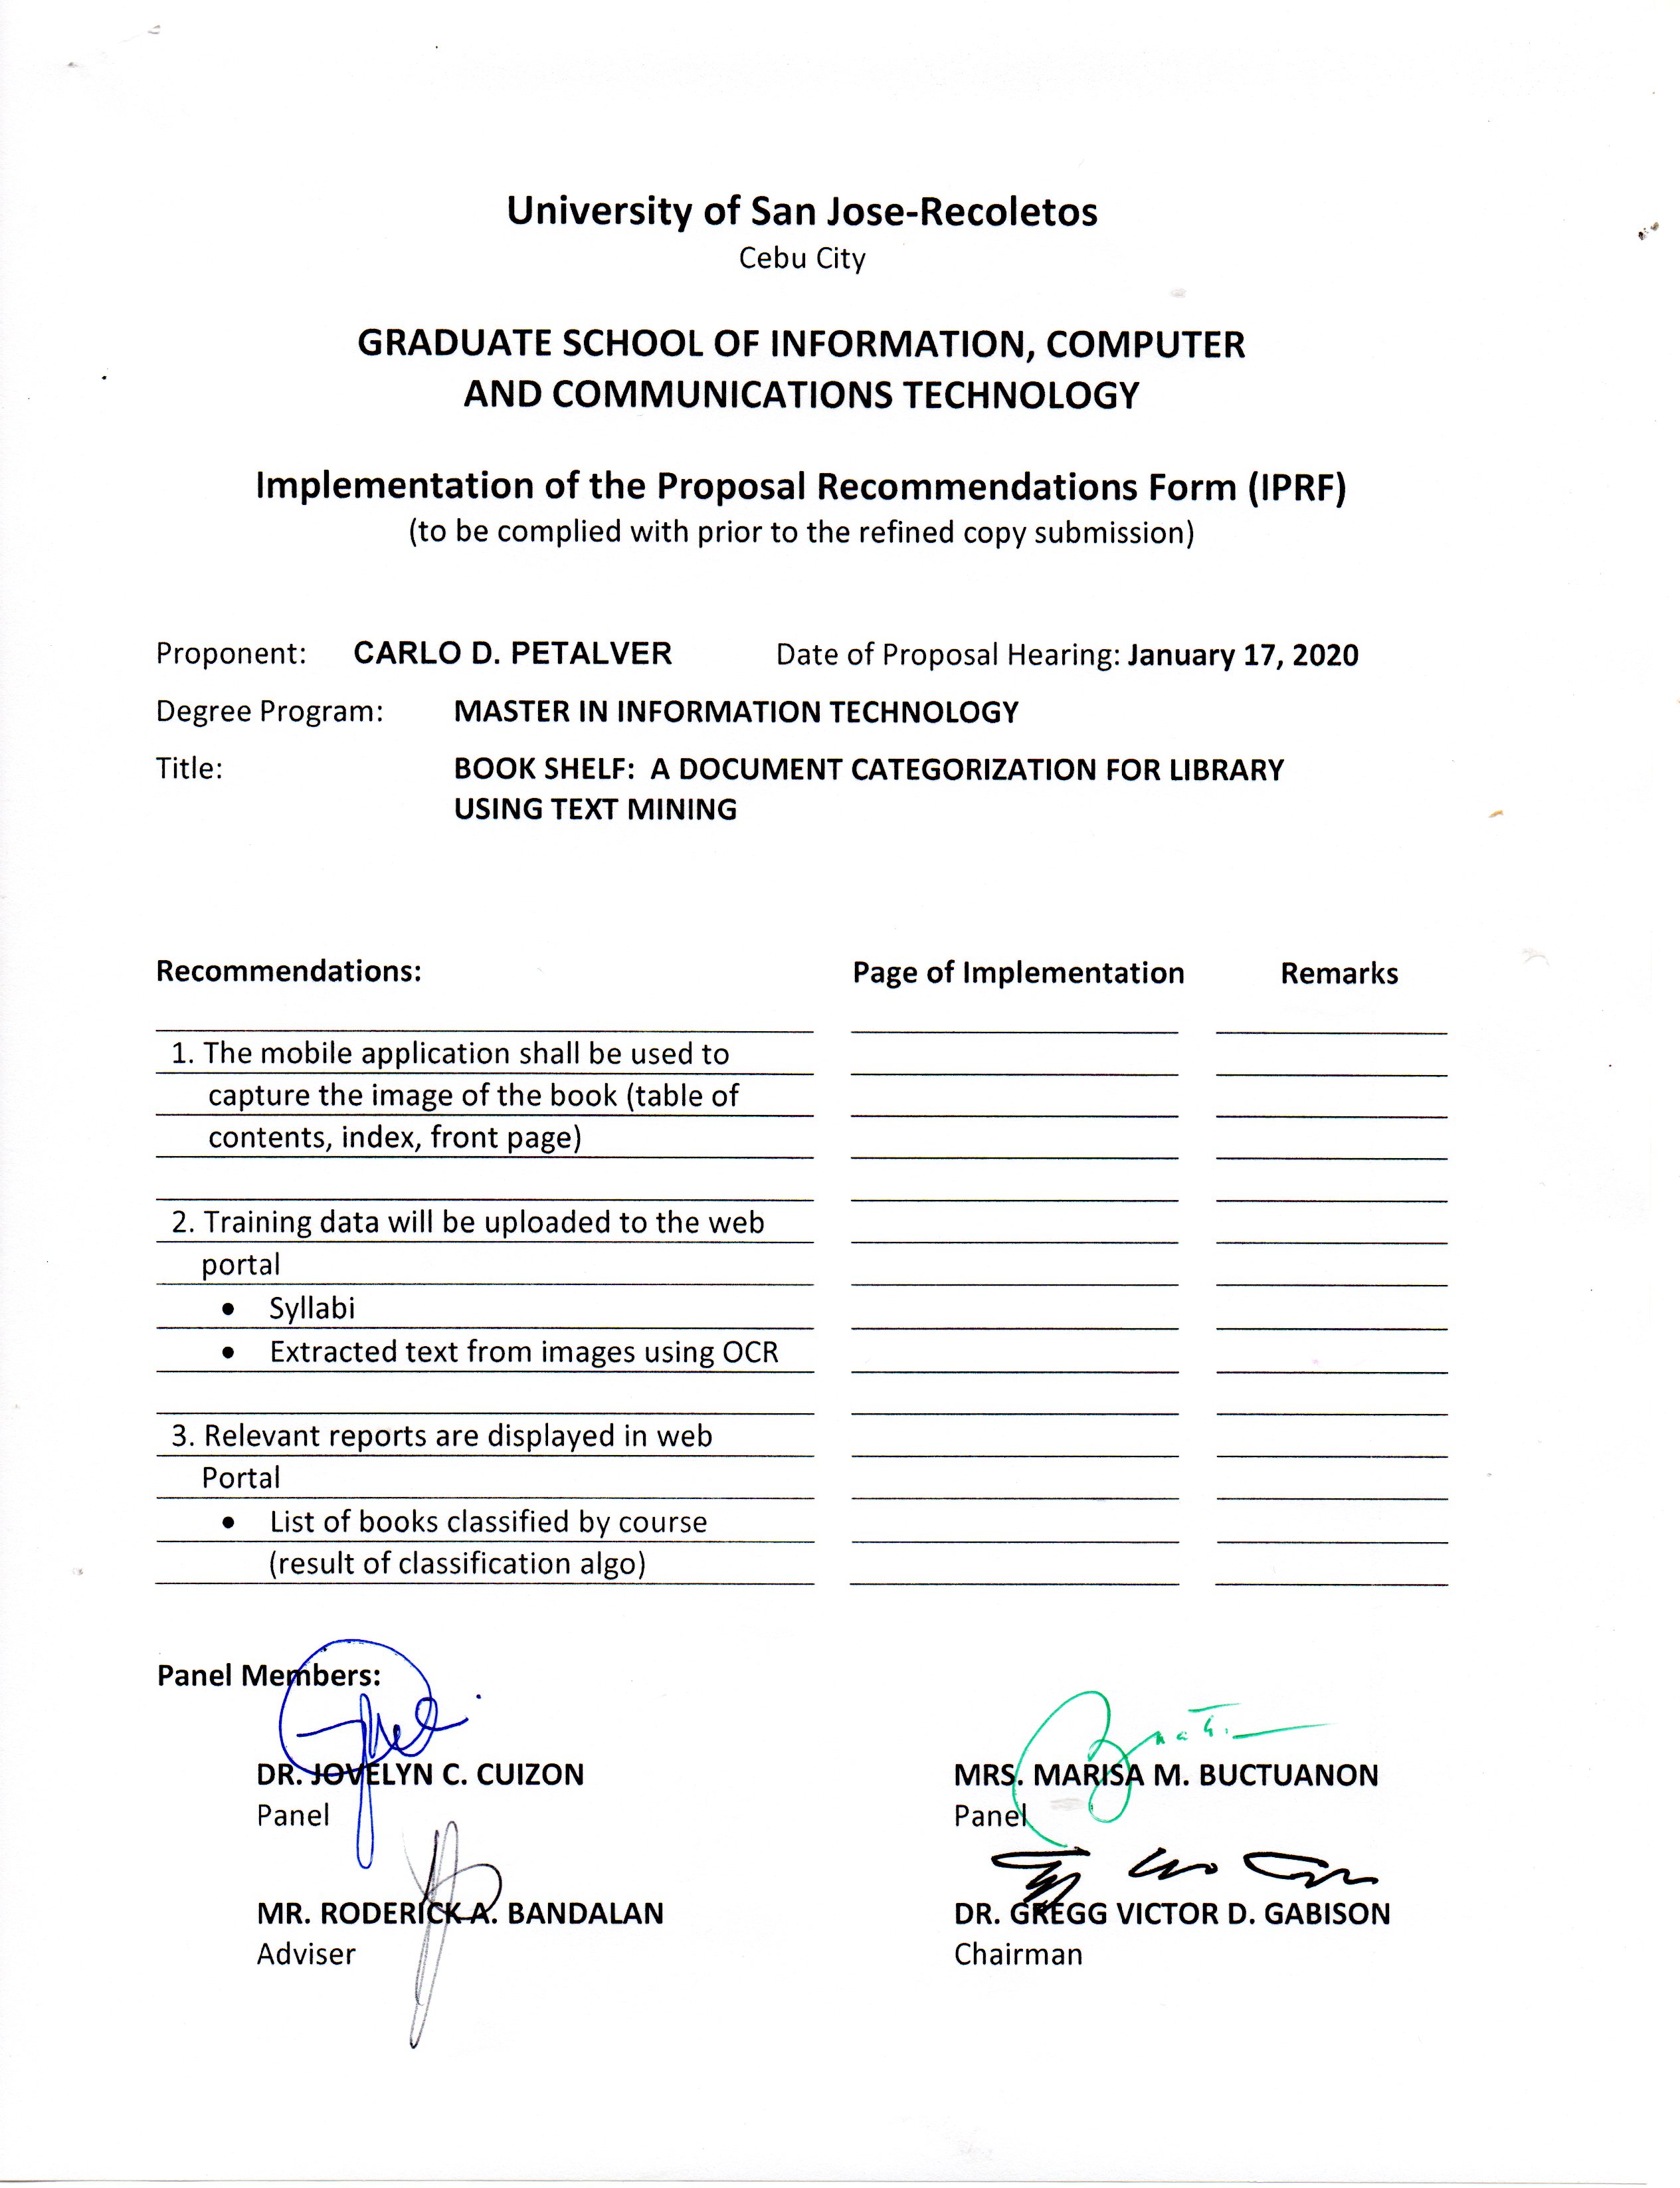 University of San Jose-Recoletos
Cebu City
GRADUATE SCHOOL OF INFORMATION, COMPUTER
AND COMMUNICATIONS TECHNOLOGY
Implementation of the Proposal Recommendations Form (IPRF)
(to be complied with prior to the refined copy submission)
Proponent: CARLO D. PETALVER Date of Proposal Hearing: January 17, 2020
Degree Program: MASTER IN INFORMATION TECHNOLOGY
Title: BOOK SHELF: A DOCUMENT CATEGORIZATION FOR LIBRARY
USING TEXT MINING
Recommendations: Page of Implementation Remarks
1. The mobile application shall be used to
capture the image of the book (table of
contents, index, front page)
2. Training data will be uploaded to the web
portal
• Syllabi
• Extracted text from images using OCR
3. Relevant reports are displayed in web
Portal
• List of books classified by course
(result of classification algo)
Panel Members:
DR. JOVELYN C. CUIZON MRS. MARISA M. BUCTUANON
Panel Panel
MR. RODERICK A. BANDALAN DR. GREGG VICTOR D. GABISON
Adviser Chairman